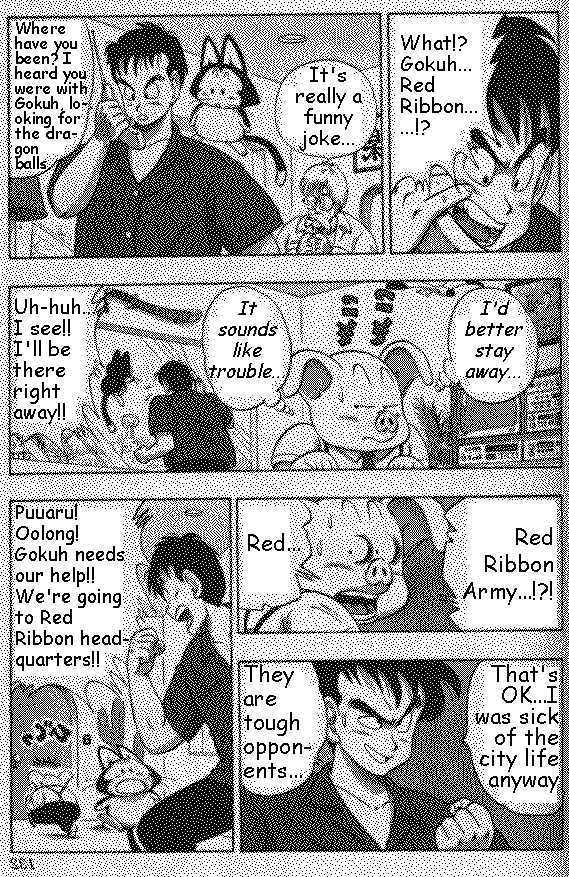 Where
have you
been? I
heard you
were with
Gokuh, lo-
oking for
the dra-
gon
balls.
It's
really a
funny
joke...
What!?
Gokuh...
Red
Ribbon...
...!?
Uh-huh..
I see!!
I'll be
there
right
away!!
It
sounds
like
trouble..
I'd
better
stay
away...
Puuaru!
Oolong!
Gokuh needs
our help!!
We're going
to Red
Ribbon head-
quarters!!
Red...
Red
Ribbon
Army...!?!
They
are
tough
oppon-
ents...
That's
OK...I
was sick
of the
city life
anyway